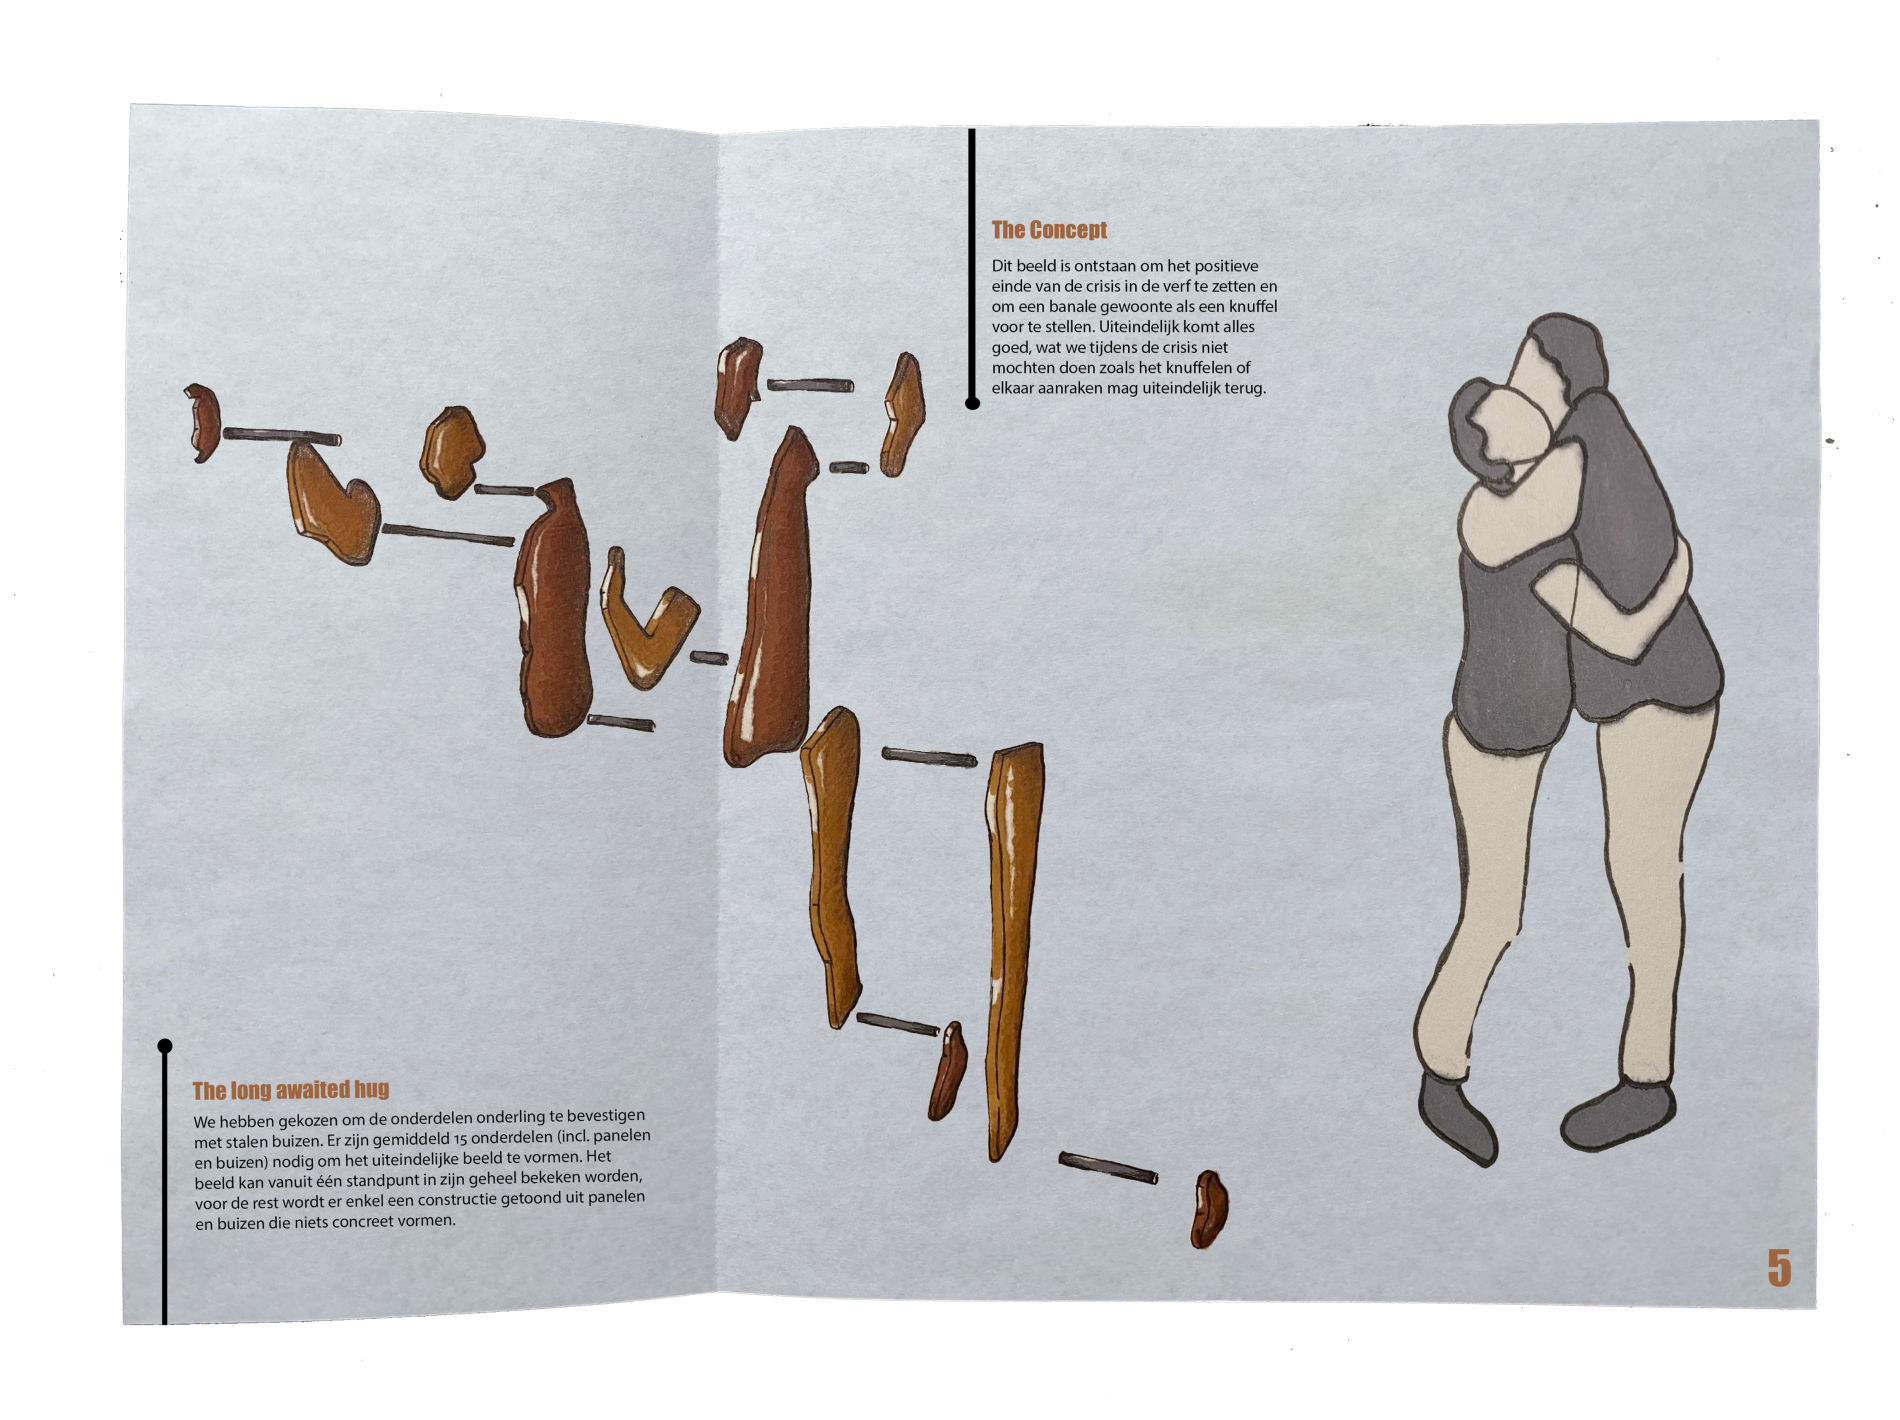 The Concept
Dit beeld is ontstaan om het positieve
einde van de crisis in de verf te zetten en
om een banale gewoonte als een knuffel
voor te stellen. Uiteindelijk komt alles
goed, wat we tijdens de crisis niet
mochten doen zoals het knuffelen of
elkaar aanraken mag uiteindelijk terug.
The long awaited hug
We hebben gekozen om de onderdelen onderling te bevestigen
met stalen buizen. Er zijn gemiddeld 15 onderdelen (incl. panelen
en buizen) nodig om het uiteindelijke beeld te vormen. Het
beeld kan vanuit één standpunt in zijn geheel bekeken worden,
voor de rest wordt er enkel een constructie getoond uit panelen
en buizen die niets concreet vormen.
5